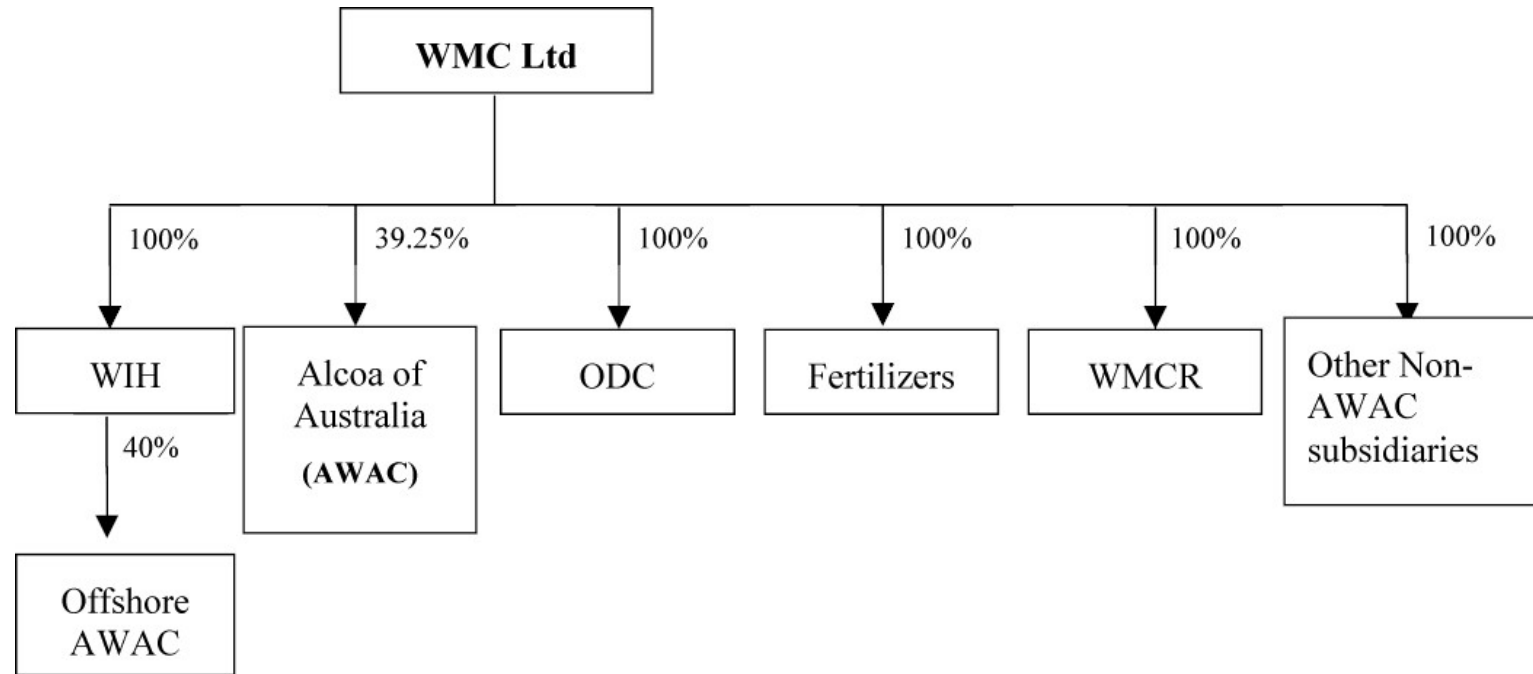 WMC Ltd
100%
39.25%
100%
100%
100%
100%
WIH
Alcoa of
Australia
(AWAC)
ODC
Fertilizers
WMCR
Other Non-
AWAC
subsidiaries
40%
Offshore
AWAC